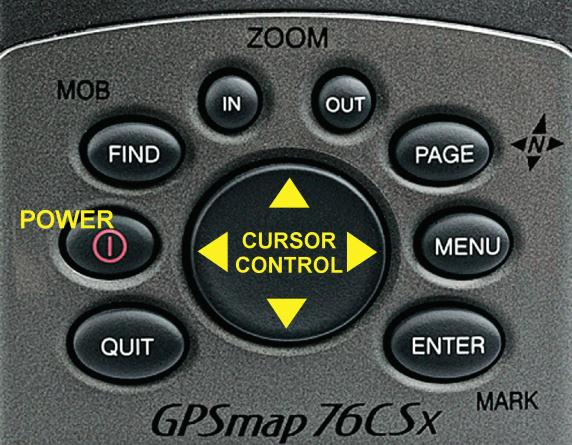 ZOOM
MOB
IN
OUT
FIND
PAGE
N
POWER
CURSOR
CONTROL
MENU
QUIT
ENTER
MARK
GPSmap 76CSx